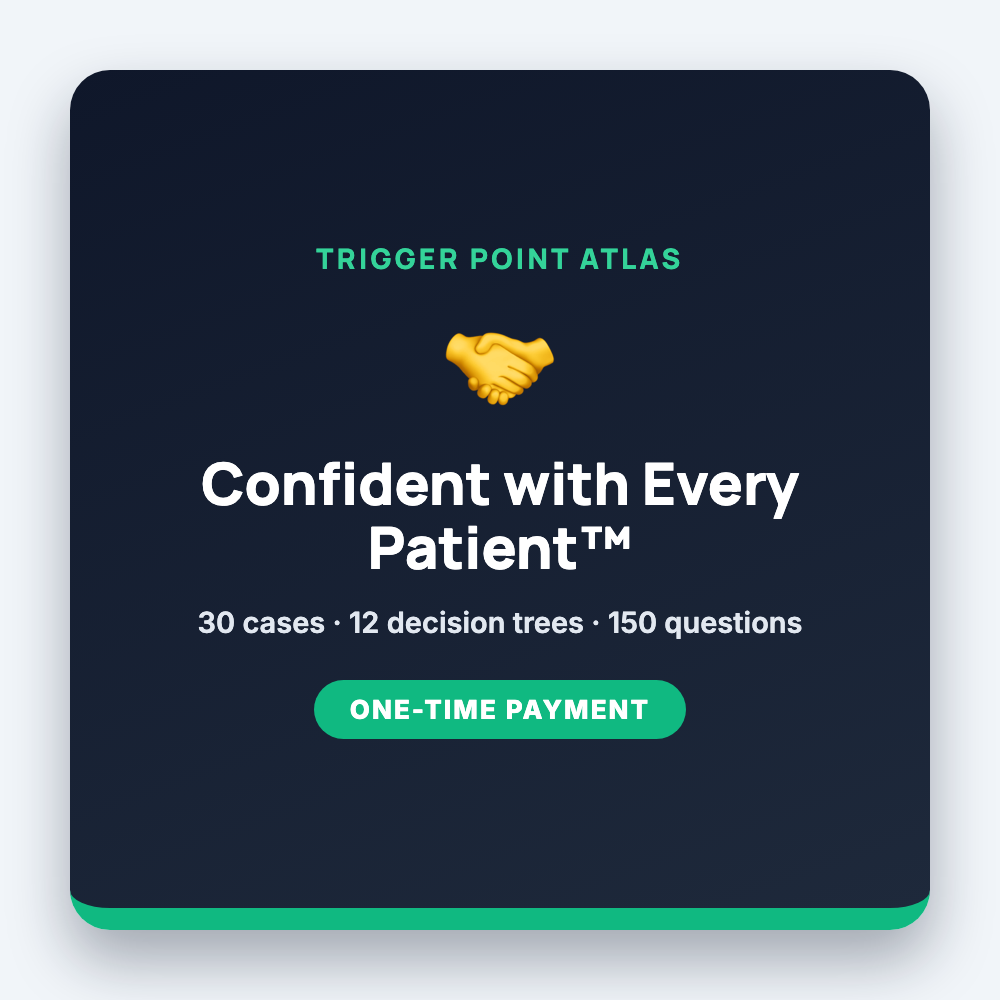 TRIGGER POINT ATLAS
Confident with Every
Patient™
30 cases · 12 decision trees · 150 questions
ONE-TIME PAYMENT